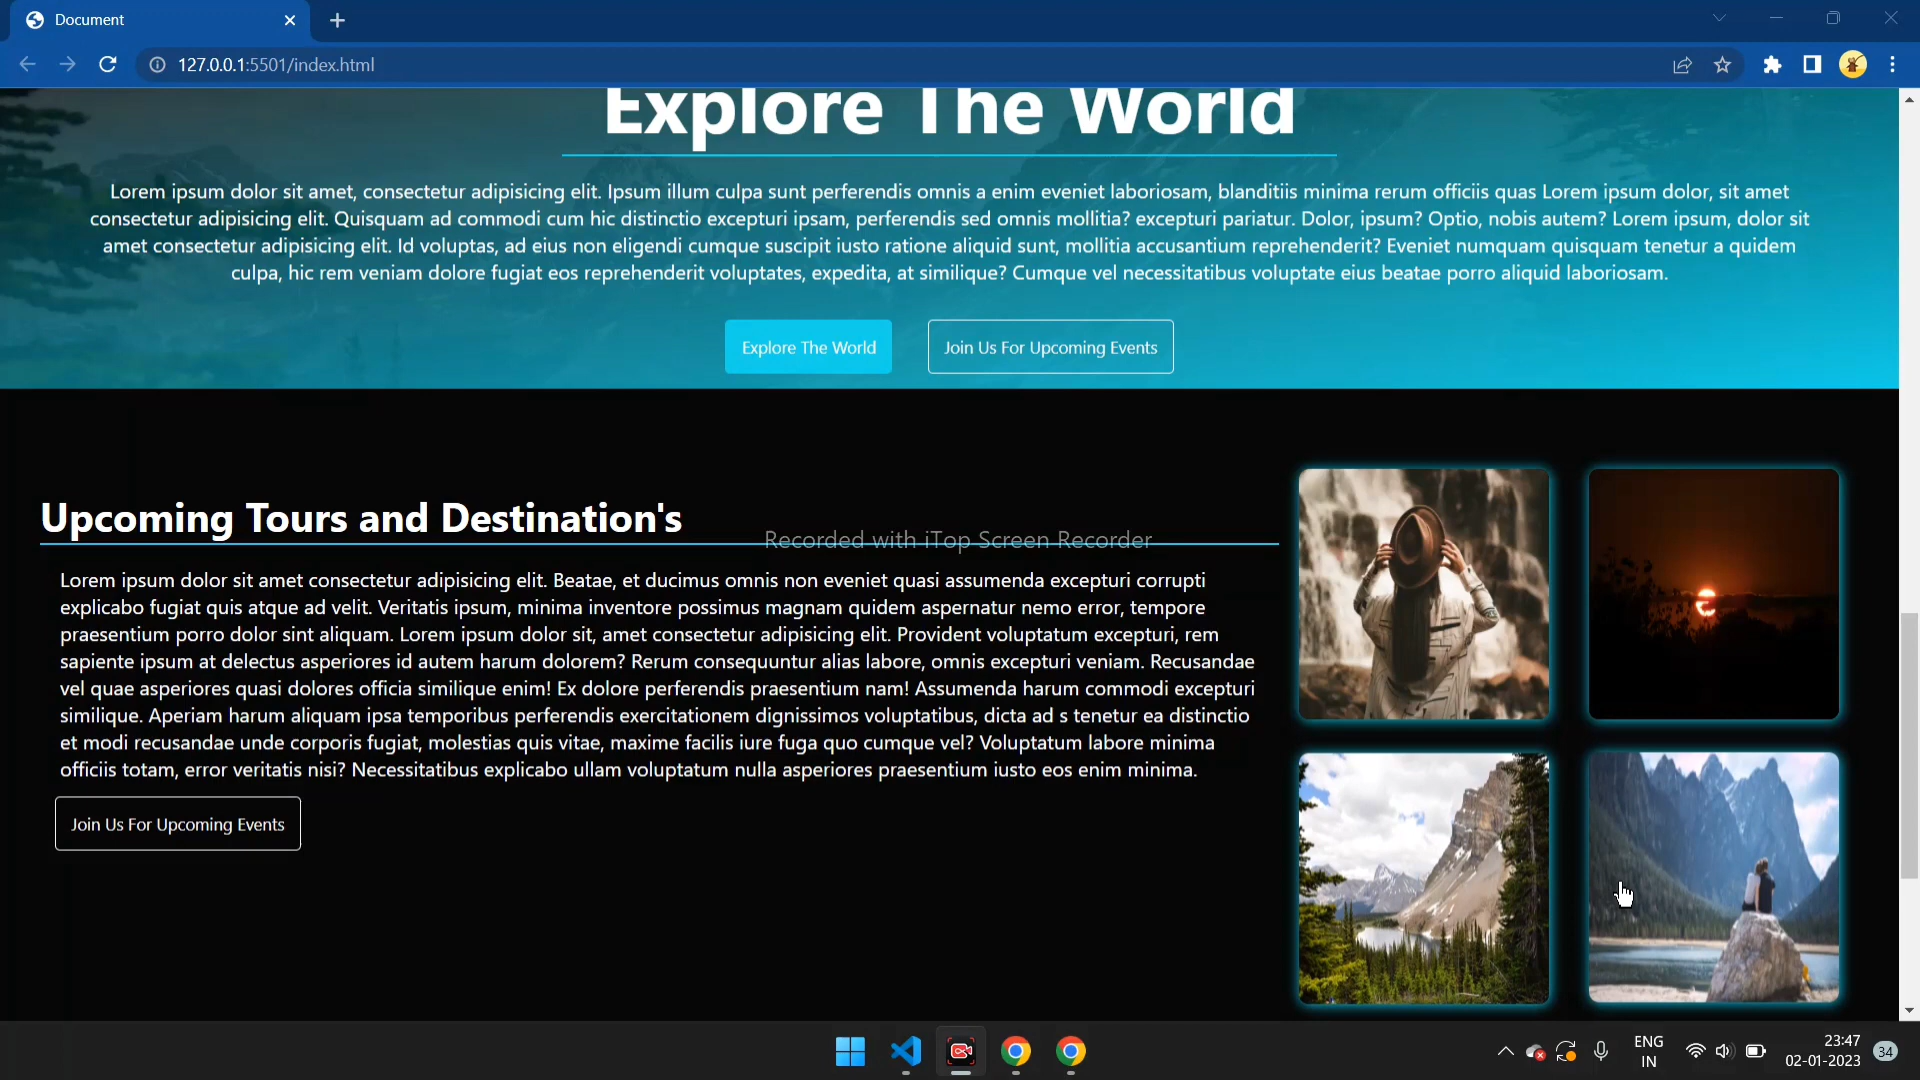 Document
127.0.0.1:5501/index.html
Explore The World
Lorem ipsum dolor sit amet, consectetur adipisicing elit. Ipsum illum culpa sunt perferendis omnis a enim eveniet laboriosam, blanditiis minima rerum officiis quas Lorem ipsum dolor, sit amet
consectetur adipisicing elit. Quisquam ad commodi cum hic distinctio excepturi ipsam, perferendis sed omnis mollitia? excepturi pariatur. Dolor, ipsum? Optio, nobis autem? Lorem ipsum, dolor sit
amet consectetur adipisicing elit. Id voluptas, ad eius non eligendi cumque suscipit iusto ratione aliquid sunt, mollitia accusantium reprehenderit? Eveniet numquam quisquam tenetur a quidem
culpa, hic rem veniam dolore fugiat eos reprehenderit voluptates, expedita, at similique? Cumque vel necessitatibus voluptate eius beatae porro aliquid laboriosam.
Explore The World
Join Us For Upcoming Events
Upcoming Tours and Destination's
Recorded with iTop Screen Recorder
Lorem ipsum dolor sit amet consectetur adipisicing elit. Beatae, et ducimus omnis non eveniet quasi assumenda excepturi corrupti
explicabo fugiat quis atque ad velit. Veritatis ipsum, minima inventore possimus magnam quidem aspernatur nemo error, tempore
praesentium porro dolor sint aliquam. Lorem ipsum dolor sit, amet consectetur adipisicing elit. Provident voluptatum excepturi, rem
sapiente ipsum at delectus asperiores id autem harum dolorem? Rerum consequuntur alias labore, omnis excepturi veniam. Recusandae
vel quae asperiores quasi dolores officia similique enim! Ex dolore perferendis praesentium nam! Assumenda harum commodi excepturi
similique. Aperiam harum aliquam ipsa temporibus perferendis exercitationem dignissimos voluptatibus, dicta ad s tenetur ea distinctio
et modi recusandae unde corporis fugiat, molestias quis vitae, maxime facilis iure fuga quo cumque vel? Voluptatum labore minima
officiis totam, error veritatis nisi? Necessitatibus explicabo ullam voluptatum nulla asperiores praesentium iusto eos enim minima.
Join Us For Upcoming Events
ENG
IN
23:47
02-01-2023
34